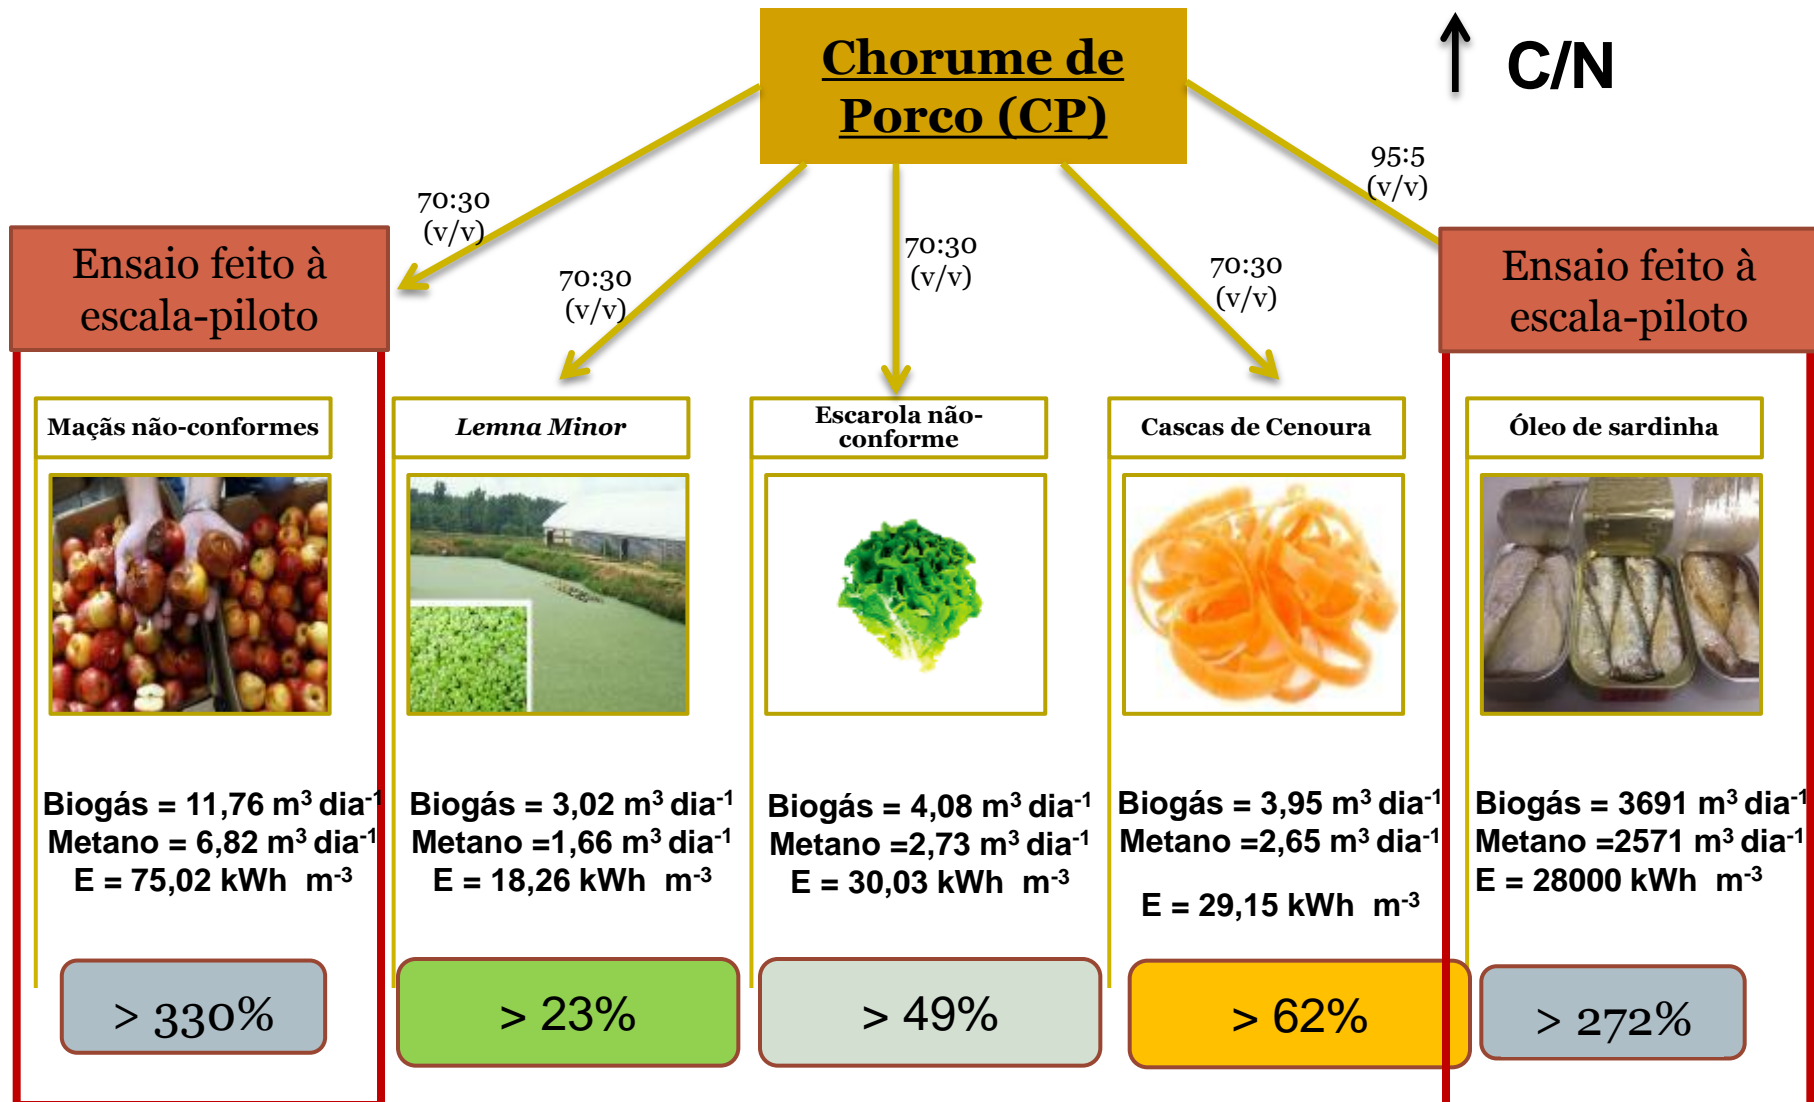 Chorume de
Porco (CP)
C/N
70:30
(v/v)
70:30
(v/v)
70:30
(v/v)
70:30
(v/v)
95:5
(v/v)
Ensaio feito à
escala-piloto
Ensaio feito à
escala-piloto
Maçãs não-conformes
Lemna Minor
Escarola não-
conforme
Cascas de Cenoura
Óleo de sardinha
Biogás = 11,76 m³ dia⁻¹
Metano = 6,82 m³ dia⁻¹
E = 75,02 kWh m⁻³
Biogás = 3,02 m³ dia⁻¹
Metano =1,66 m³ dia⁻¹
E = 18,26 kWh m⁻³
Biogás = 4,08 m³ dia⁻¹
Metano =2,73 m³ dia⁻¹
E = 30,03 kWh m⁻³
Biogás = 3,95 m³ dia⁻¹
Metano =2,65 m³ dia⁻¹
E = 29,15 kWh m⁻³
Biogás = 3691 m³ dia⁻¹
Metano =2571 m³ dia⁻¹
E = 28000 kWh m⁻³
> 330%
> 23%
> 49%
> 62%
> 272%